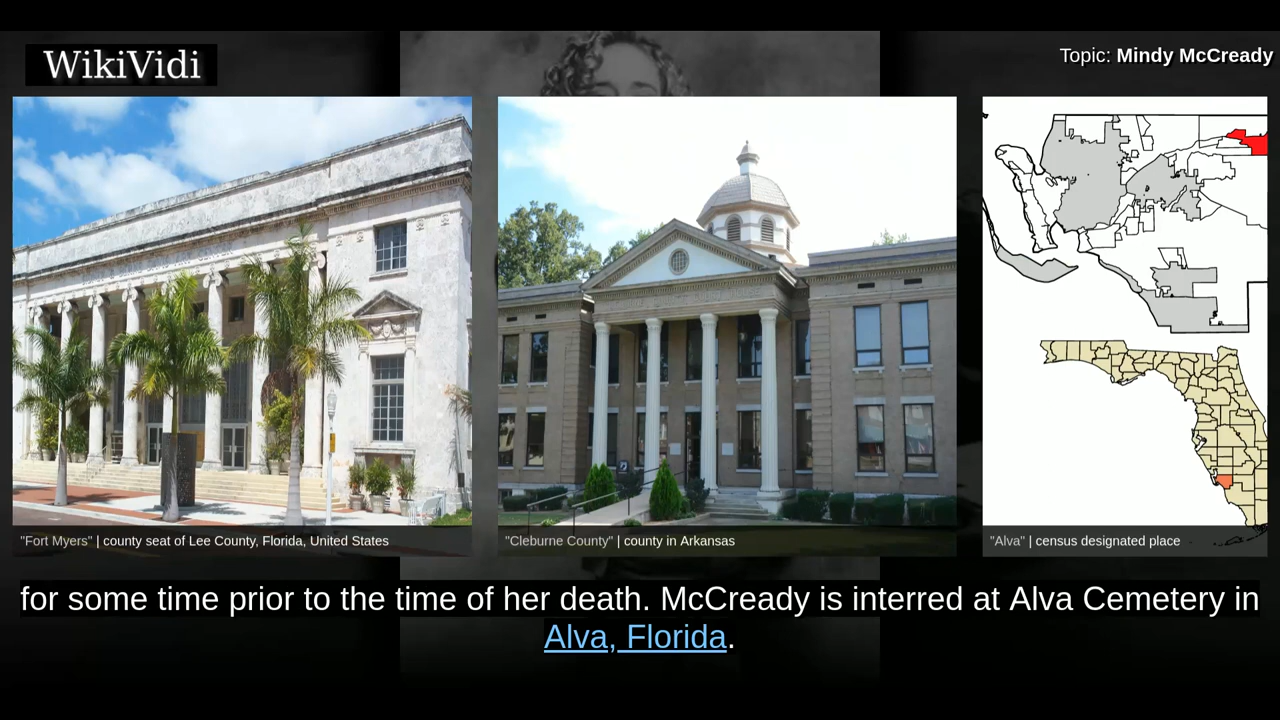 WikiVidi
Topic: Mindy McCready
"Fort Myers" | county seat of Lee County, Florida, United States
"Cleburne County" | county in Arkansas
"Alva" | census designated place
for some time prior to the time of her death. McCready is interred at Alva Cemetery in
Alva, Florida.